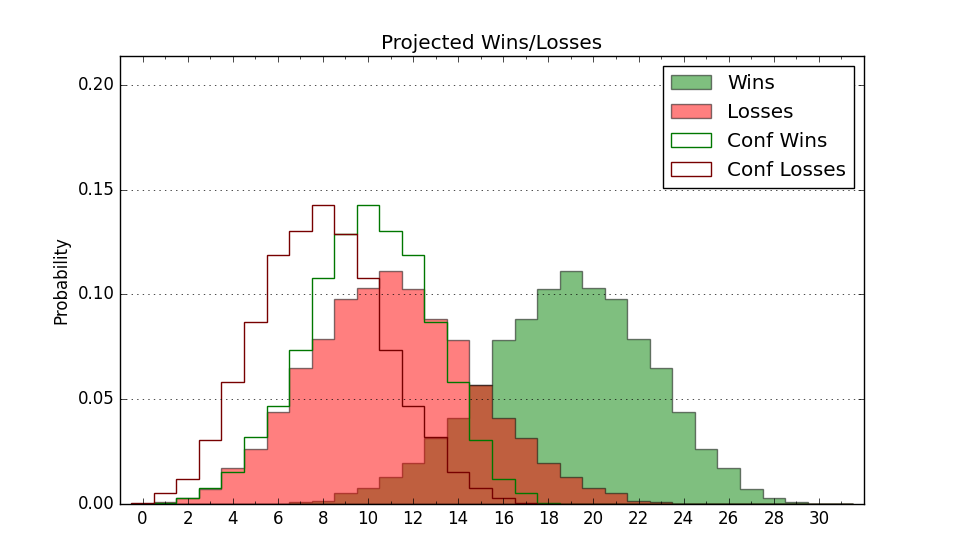 Projected Wins/Losses
Wins
Losses
Conf Wins
Conf Losses
Probability
0.20
0.15
0.10
0.05
0.00
0 2 4 6 8 10 12 14 16 18 20 22 24 26 28 30